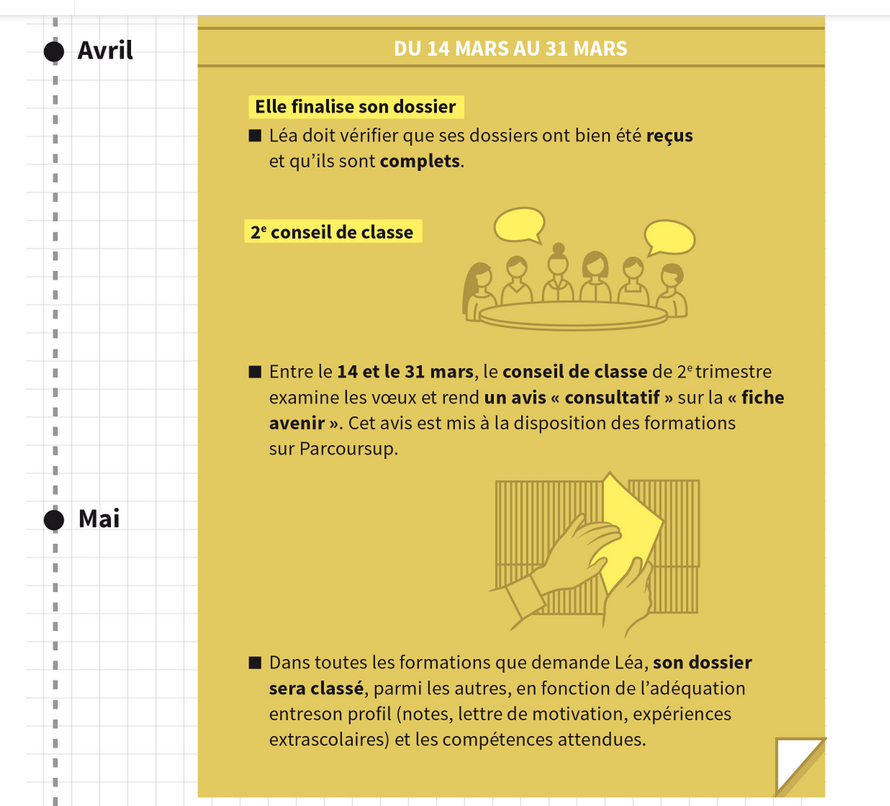 Avril
DU 14 MARS AU 31 MARS
Elle finalise son dossier
■ Léa doit vérifier que ses dossiers ont bien été reçus
et qu’ils sont complets.
2e conseil de classe
■ Entre le 14 et le 31 mars, le conseil de classe de 2e trimestre
examine les vœux et rend un avis « consultatif » sur la « fiche
avenir ». Cet avis est mis à la disposition des formations
sur Parcoursup.
Mai
■ Dans toutes les formations que demande Léa, son dossier
sera classé, parmi les autres, en fonction de l’adéquation
entreson profil (notes, lettre de motivation, expériences
extrascolaires) et les compétences attendues.